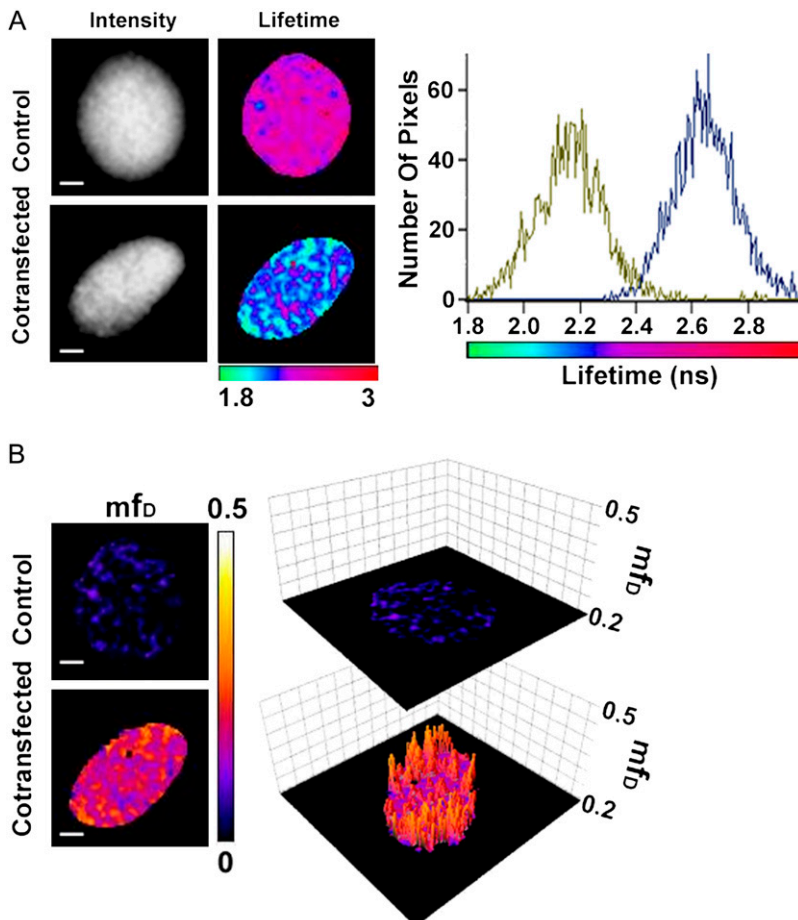 A
Intensity
Lifetime
Control
Cotransfected
1.8
3
Number Of Pixels
60
40
20
0
1.8
2.0
2.2
2.4
2.6
2.8
Lifetime (ns)
B
mfD
0.5
Control
Cotransfected
0
0.5
mfD
0.2
0.5
mfD
0.2